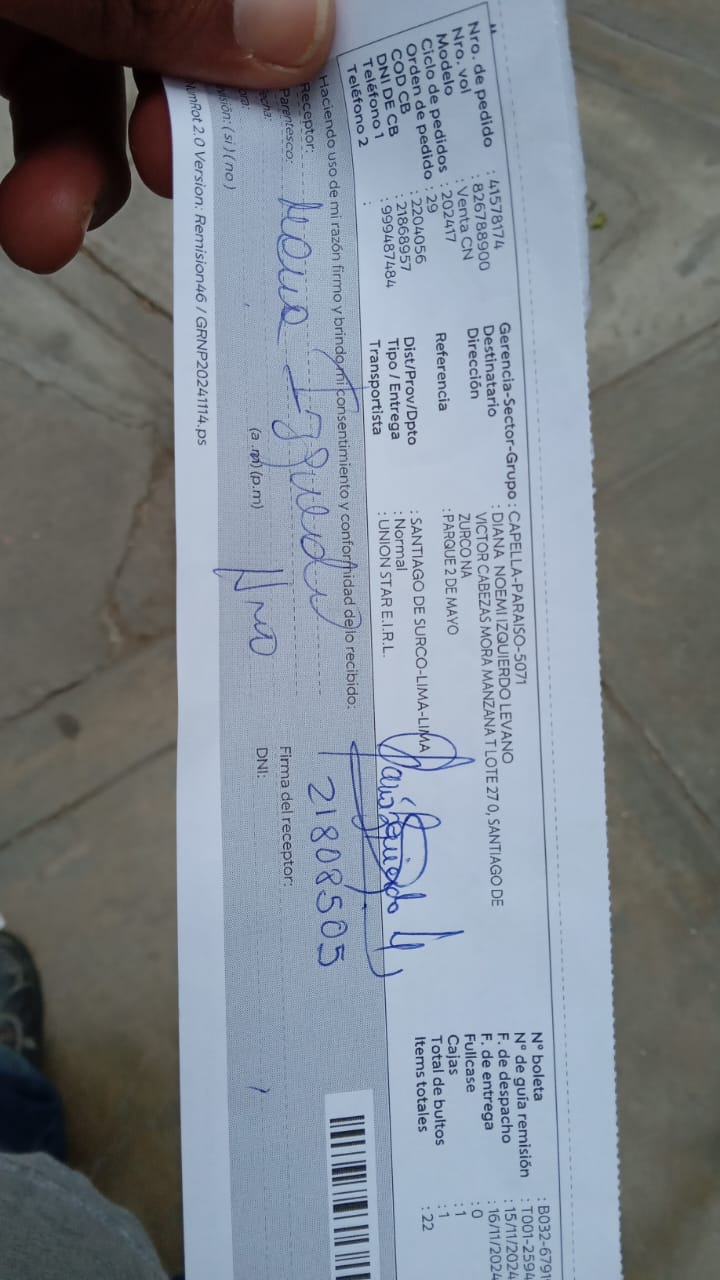 Nro. de pedido : 41578174
Nro. vol : 826788900
Modelo : Venta CN
Ciclo de pedidos : 202417
Orden de pedido : 29
COD CB : 2204056
DNI DE CB : 21868957
Teléfono 1 : 999487484
Teléfono 2 :
Gerencia-Sector-Grupo : CAPELLA-PARAISO-5071
Destinatario : DIANA NOEMI IZQUIERDO LEVANO
Dirección VICTOR CABEZAS MORA MANZANA T LOTE 27 0, SANTIAGO DE
ZURCO NA
Referencia : PARQUE 2 DE MAYO
Dist/Prov/Dpto : SANTIAGO DE SURCO-LIMA-LIMA
Tipo / Entrega : Normal
Transportista : UNION STAR E.I.R.L.
N° boleta : B032-6791
N° de guía remisión : T001-2594
F. de despacho : 15/11/2024
F. de entrega : 16/11/2024
Fullcase : 0
Cajas : 1
Total de bultos : 1
Items totales : 22
Haciendo uso de mi razón firmo y brindo mi consentimiento y conformidad de lo recibido:
Receptor:
Parentesco:
(a .m) (p.m)
( si ) ( no )
Firma del receptor:
21808505
DNI:
Version: Remision46 / GRNP20241114.ps